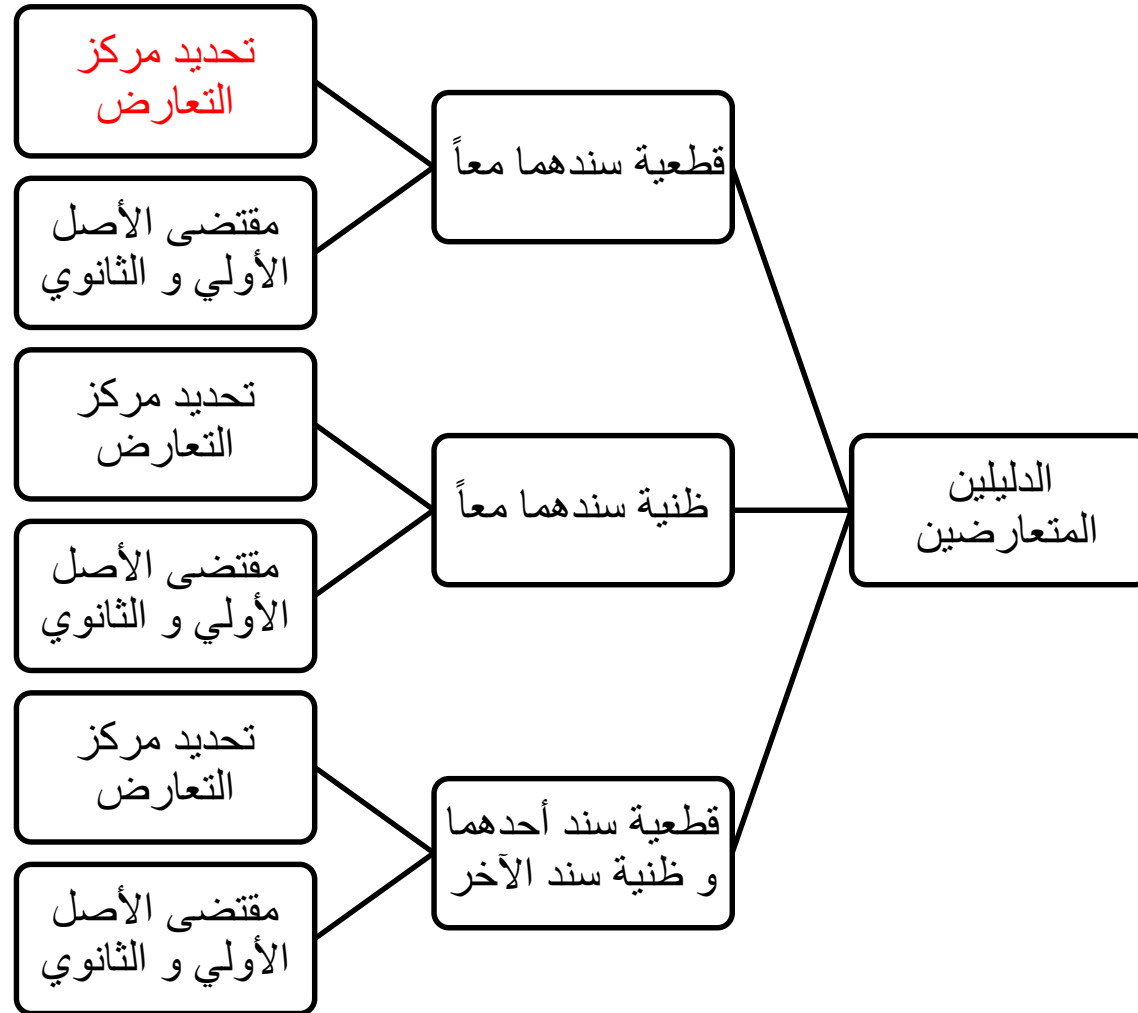 الدليلين
المتعارضين
قطعية سندهما معاً
تحديد مركز
التعارض
مقتضى الأصل
الأولي و الثانوي
ظنية سندهما معاً
تحديد مركز
التعارض
مقتضى الأصل
الأولي و الثانوي
قطعية سند أحدهما
و ظنية سند الآخر
تحديد مركز
التعارض
مقتضى الأصل
الأولي و الثانوي